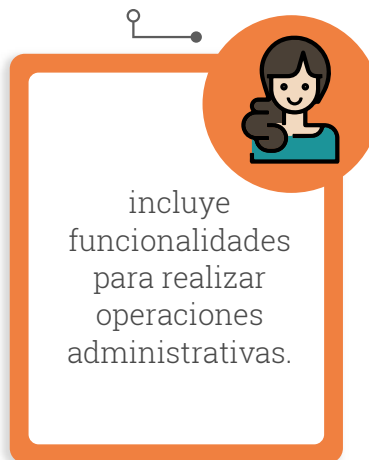 incluye
funcionalidades
para realizar
operaciones
administrativas.